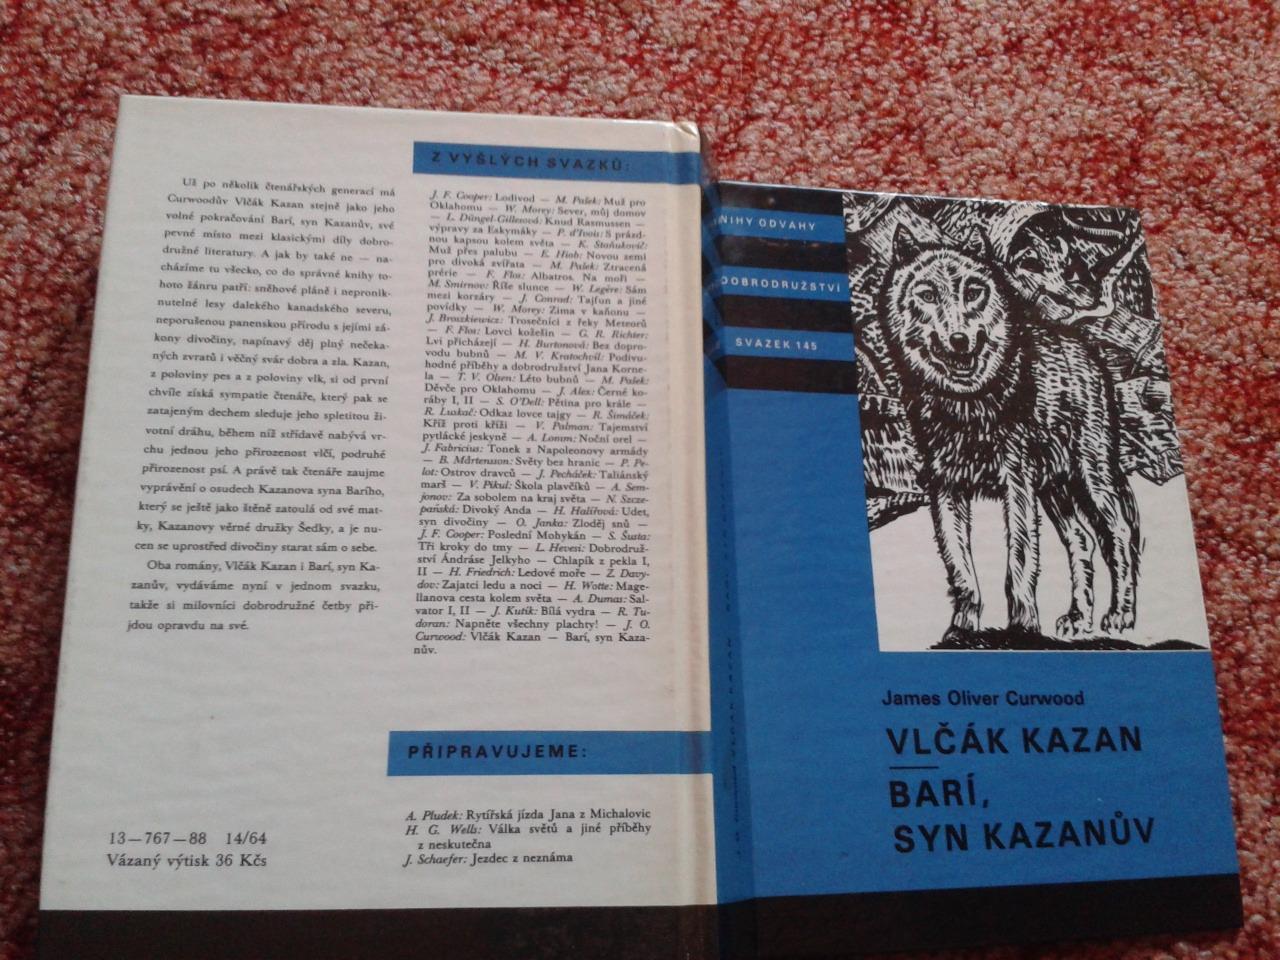 Už po několik čtenářských generací má
Curwoodův Vlčák Kazan stejně jako jeho
volné pokračování Barí, syn Kazanův, své
pevné místo mezi klasickými díly dobro-
družné literatury. A jak by také ne — na-
cházíme tu všecko, co do správné knihy to-
hoto žánru patří: sněhové pláně i nepronik-
nutelné lesy dalekého kanadského severu,
neporušenou panenskou přírodu s jejími zá-
kony divočiny, napínavý děj plný nečeka-
ných zvratů i věčný svár dobra a zla. Kazan,
z poloviny pes a z poloviny vlk, si od první
chvíle získá sympatie čtenáře, který pak se
zatajeným dechem sleduje jeho spletitou ži-
votní dráhu, během níž střídavě nabývá vr-
chu jednou jeho přirozenost vlčí, podruhé
přirozenost psí. A právě tak čtenáře zaujme
vyprávění o osudech Kazanova syna Barího,
který se ještě jako štěně zatoulá od své mat-
ky, Kazanovy věrné družky Šedky, a je nu-
cen se uprostřed divočiny starat sám o sebe.
Oba romány, Vlčák Kazan i Barí, syn Ka-
zanův, vydáváme nyní v jednom svazku,
takže si milovníci dobrodružné četby při-
jdou opravdu na své.
13—767—88 14/64
Vázaný výtisk 36 Kčs
Z VYŠLÝCH SVAZKŮ:
J. F. Cooper: Lodivod — M. Pašek: Muž pro
Oklahomu — W. Morey: Sever, můj domov
— L. Düngel-Gillesová: Knud Rasmussen —
výpravy za Eskymáky — P. d'Ivoi: S prázd-
nou kapsou kolem světa — K. Staňukovič:
Muž přes palubu — E. Hiob: Novou zemi
pro divoká zvířata — M. Pašek: Ztracená
prérie — F. Flos: Albatros. Na moři —
M. Smirnov: Říše slunce — W. Legère: Sám
mezi korzáry — J. Conrad: Tajfun a jiné
povídky — W. Morey: Zima v kaňonu —
J. Broszkiewicz: Trosečníci z řeky Meteorů
— F. Flos: Lovci kožešin — G. R. Richter:
Lvi přicházejí — H. Burtonová: Bez dopro-
vodu bubnů — M. V. Kratochvíl: Podivu-
hodné příběhy a dobrodružství Jana Korne-
la — T. V. Olsen: Léto bubnů — M. Pašek:
Děvče pro Oklahomu — J. Alex: Černé ko-
ráby I, II — S. O'Dell: Pětina pro krále —
R. Luskač: Odkaz lovce tajgy — R. Šimáček:
Kříž proti kříži — V. Palman: Tajemství
pytlácké jeskyně — A. Lomm: Noční orel —
J. Fabricius: Tonek z Napoleonovy armády
— B. Mårtensson: Světy bez hranic — P. Pe-
lot: Ostrov dravců — J. Pecháček: Taliánský
marš — V. Pikul: Škola plavčíků — A. Sem-
jonov: Za sobolem na kraj světa — N. Szcze-
pańská: Divoký Anda — H. Halířová: Udet,
syn divočiny — O. Janka: Zloděj snů —
J. F. Cooper: Poslední Mohykán — S. Šusta:
Tři kroky do tmy — L. Hevesi: Dobrodruž-
ství Andráse Jelkyho — Chlapík z pekla I,
II — H. Friedrich: Ledové moře — Z. Davy-
dov: Zajatci ledu a noci — H. Wotte: Mage-
llanova cesta kolem světa — A. Dumas: Sal-
vator I, II — J. Kutík: Bílá vydra — R. Tu-
doran: Napněte všechny plachty! — J. O.
Curwood: Vlčák Kazan — Barí, syn Kaza-
nův.
PŘIPRAVUJEME:
A. Pludek: Rytířská jízda Jana z Michalovic
H. G. Wells: Válka světů a jiné příběhy
z neskutečna
J. Schaefer: Jezdec z neznáma
NIHY ODVAHY
DOBRODRUŽSTVÍ
SVAZEK 145
James Oliver Curwood
VLČÁK KAZAN
BARÍ,
SYN KAZANŮV